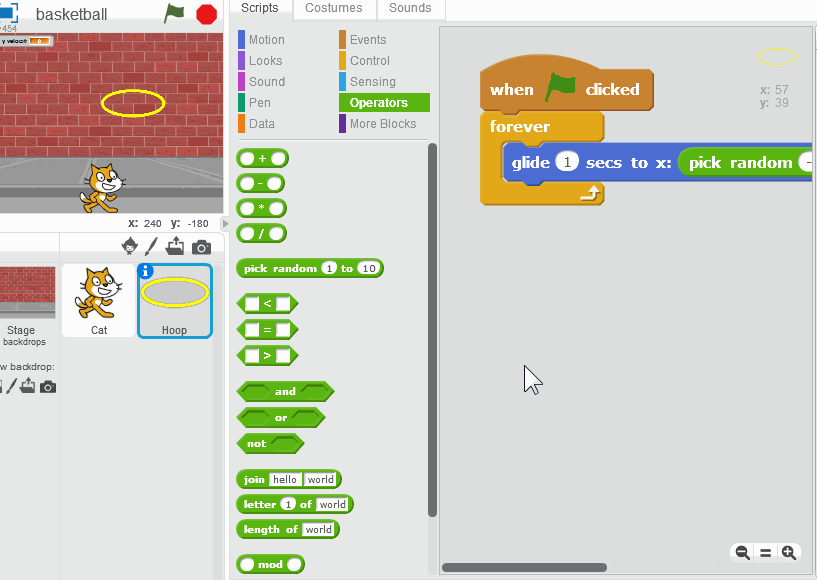 basketball
454
y velocity
Scripts
Costumes
Sounds
Motion
Events
Looks
Control
Sound
Sensing
Pen
Operators
Data
More Blocks
+
-
*
/
pick random 1 to 10
<
=
>
and
or
not
join hello world
letter 1 of world
length of world
mod
when clicked
forever
glide 1 secs to x: pick random -
x: 57
y: 39
x: 240 y: -180
Cat
Hoop
Stage
backdrops
w backdrop: